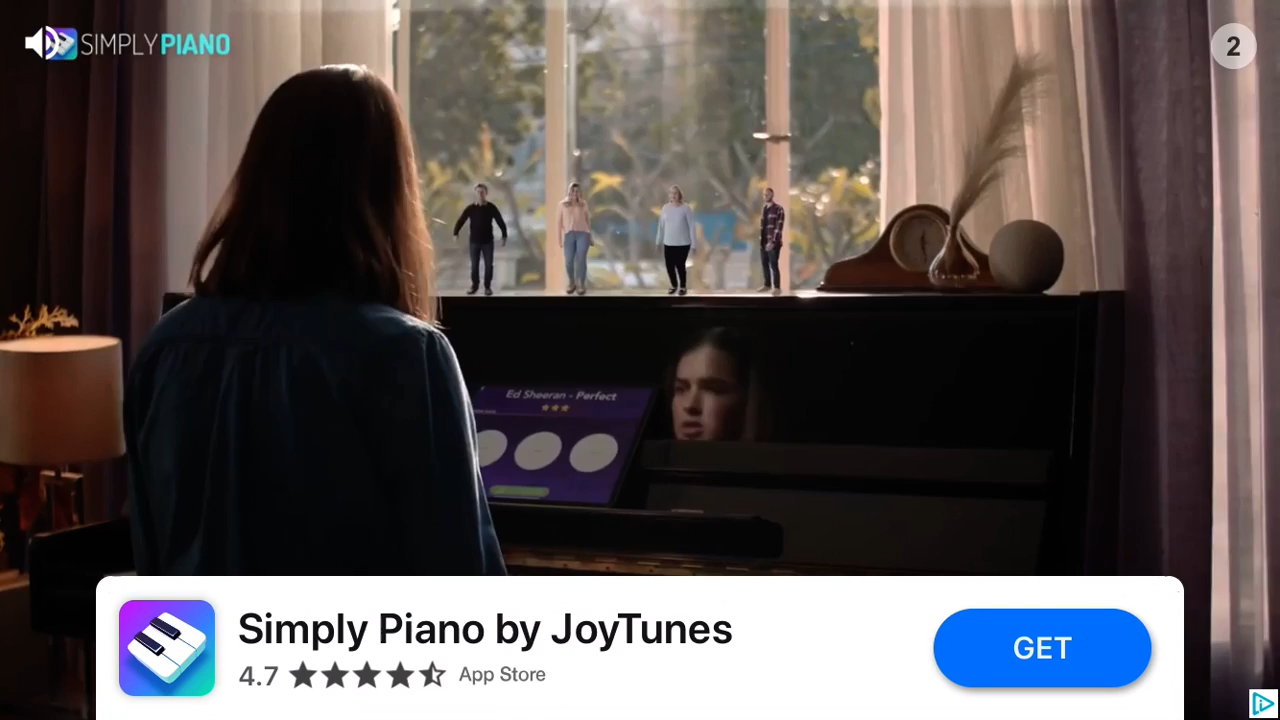 SIMPLY PIANO
2
Ed Sheeran - Perfect
Simply Piano by JoyTunes
4.7 App Store
GET